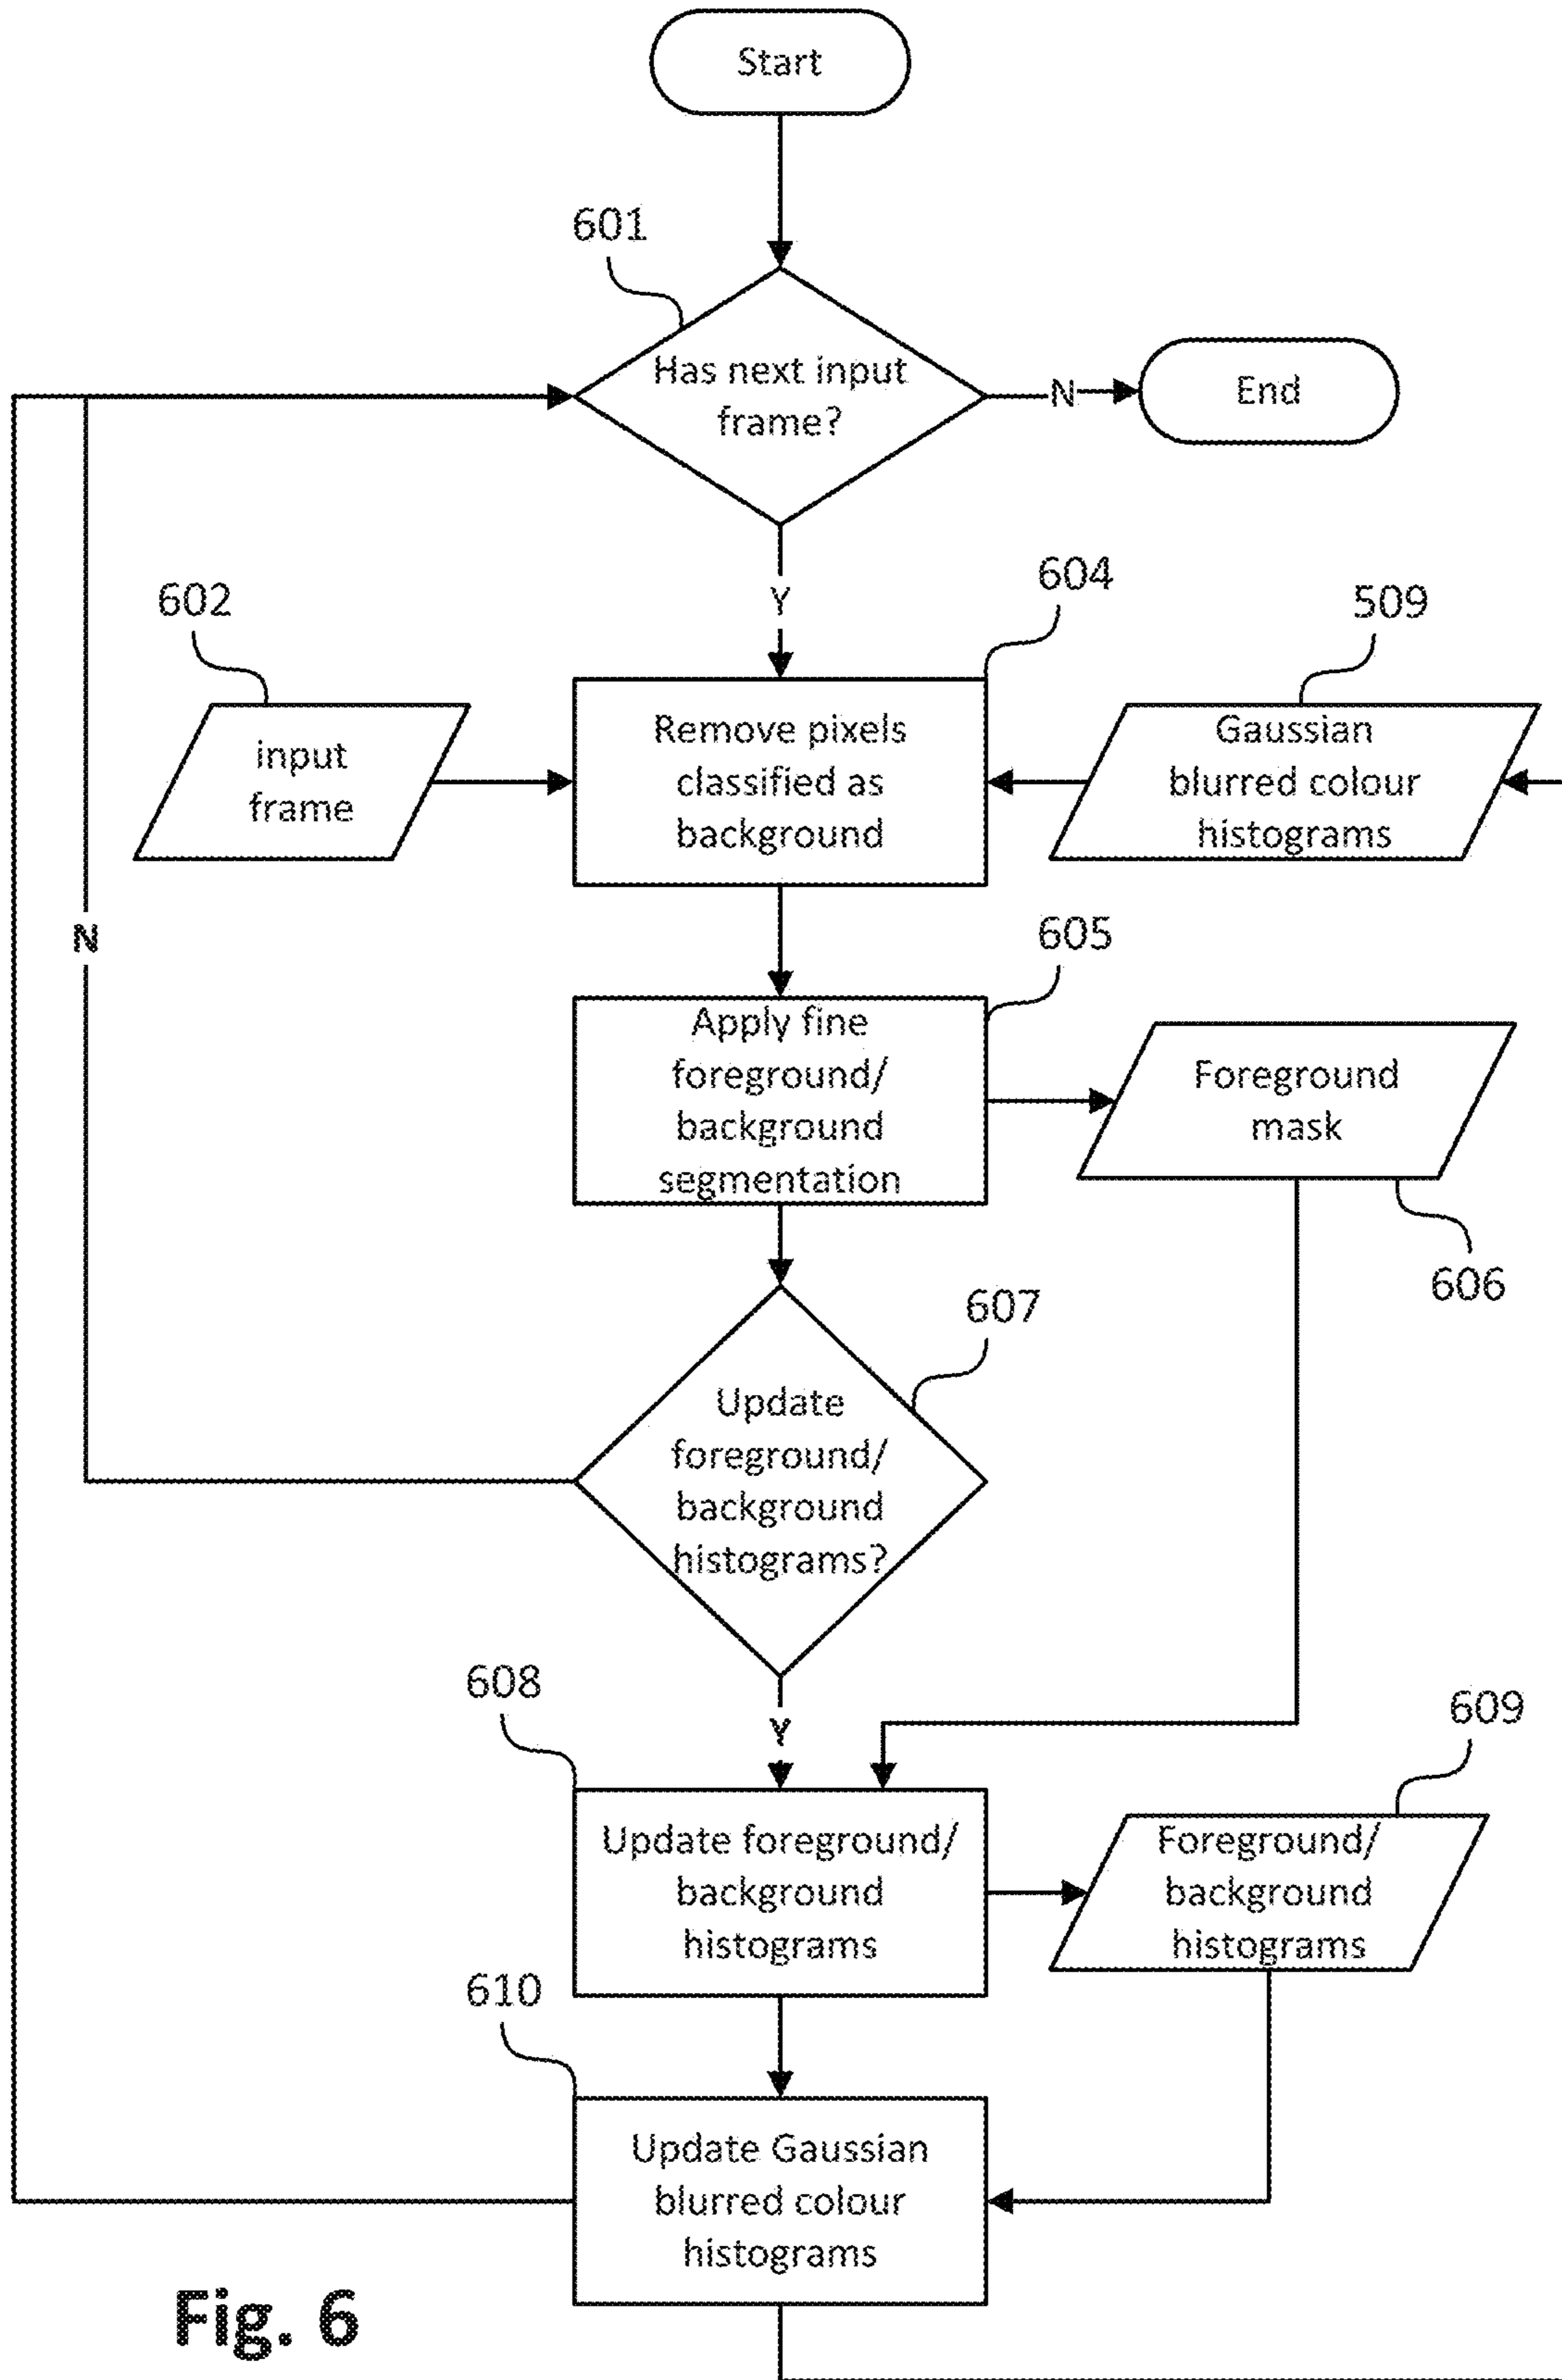 Start
601
Has next input
frame?
N
End
Y
602
604
509
input
frame
Remove pixels
classified as
background
Gaussian
blurred colour
histograms
N
605
Apply fine
foreground/
background
segmentation
Foreground
mask
606
607
Update
foreground/
background
histograms?
608
Y
609
Update foreground/
background
histograms
Foreground/
background
histograms
610
Update Gaussian
blurred colour
histograms
Fig. 6